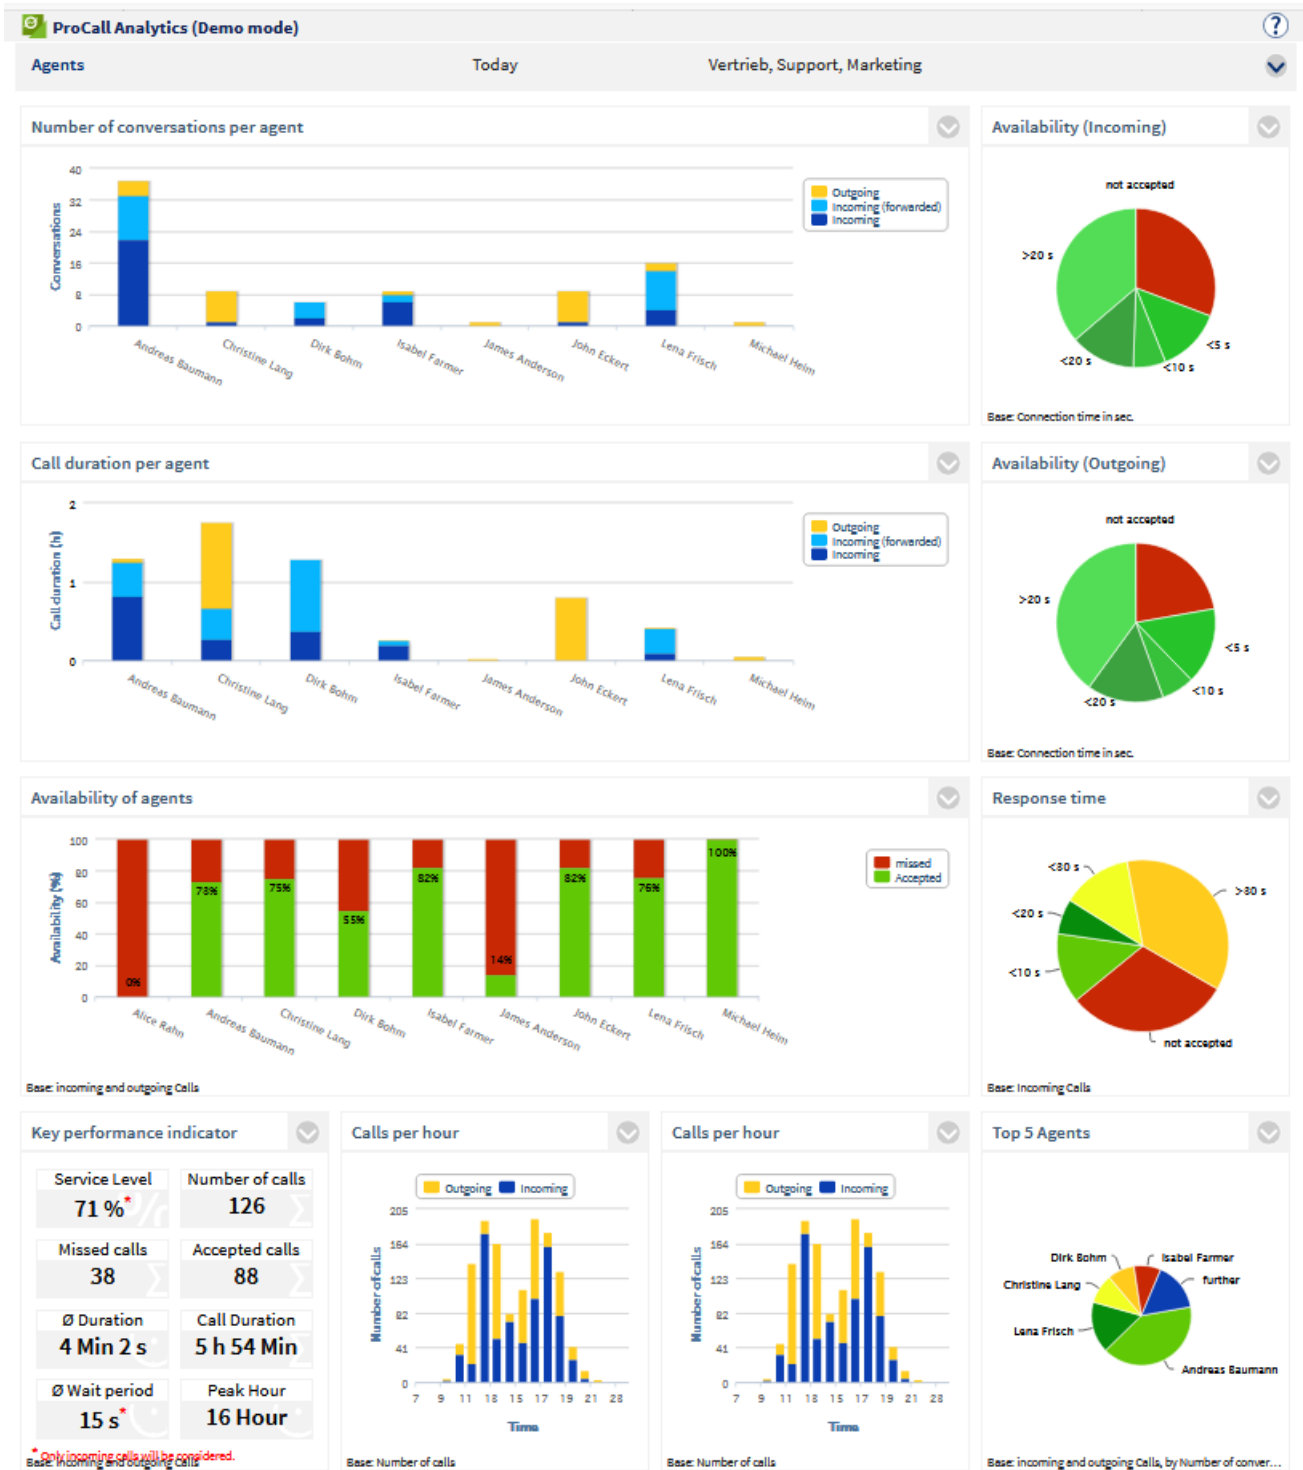 ProCall Analytics (Demo mode)
?
Agents
Today
Vertrieb, Support, Marketing
Number of conversations per agent
Conversations
40
32
24
16
8
0
Andreas Baumann
Christine Lang
Dirk Bohm
Isabel Farmer
James Anderson
John Eckert
Lena Frisch
Michael Heim
Outgoing
Incoming (forwarded)
Incoming
Availability (Incoming)
not accepted
>20 s
<5 s
<20 s
<10 s
Base: Connection time in sec.
Call duration per agent
Call duration (h)
2
1
0
Andreas Baumann
Christine Lang
Dirk Bohm
Isabel Farmer
James Anderson
John Eckert
Lena Frisch
Michael Heim
Outgoing
Incoming (forwarded)
Incoming
Availability (Outgoing)
not accepted
>20 s
<5 s
<10 s
<20 s
Base: Connection time in sec.
Availability of agents
Availability (%)
100
80
60
40
20
0
0%
73%
75%
55%
82%
14%
82%
76%
100%
Alice Rahn
Andreas Baumann
Christine Lang
Dirk Bohm
Isabel Farmer
James Anderson
John Eckert
Lena Frisch
Michael Heim
missed
Accepted
Base: incoming and outgoing Calls
Response time
<30 s
>30 s
<20 s
<10 s
not accepted
Base: Incoming Calls
Key performance indicator
Service Level
71 %*
Number of calls
126
Missed calls
38
Accepted calls
88
Ø Duration
4 Min 2 s
Call Duration
5 h 54 Min
Ø Wait period
15 s*
Peak Hour
16 Hour
* Only incoming calls will be considered.
Base: incoming and outgoing Calls
Calls per hour
Outgoing Incoming
Number of calls
205
164
123
82
41
0
7 9 11 13 15 17 19 21 23
Time
Base: Number of calls
Calls per hour
Outgoing Incoming
Number of calls
205
164
123
82
41
0
7 9 11 13 15 17 19 21 23
Time
Base: Number of calls
Top 5 Agents
Dirk Bohm
Isabel Farmer
Christine Lang
further
Lena Frisch
Andreas Baumann
Base: incoming and outgoing Calls, by Number of conver...